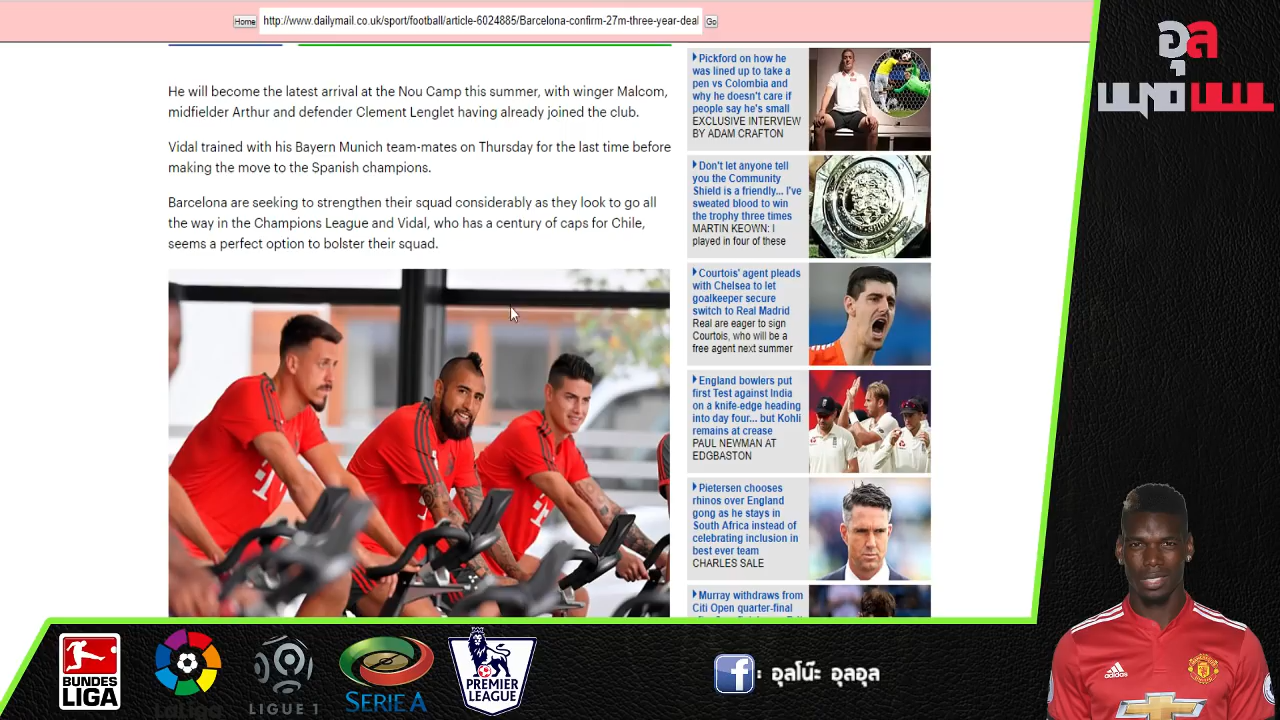 Home
http://www.dailymail.co.uk/sport/football/article-6024885/Barcelona-confirm-27m-three-year-deal
Go
He will become the latest arrival at the Nou Camp this summer, with winger Malcom,
midfielder Arthur and defender Clement Lenglet having already joined the club.
Vidal trained with his Bayern Munich team-mates on Thursday for the last time before
making the move to the Spanish champions.
Barcelona are seeking to strengthen their squad considerably as they look to go all
the way in the Champions League and Vidal, who has a century of caps for Chile,
seems a perfect option to bolster their squad.
Pickford on how he
was lined up to take a
pen vs Colombia and
why he doesn't care if
people say he's small
EXCLUSIVE INTERVIEW
BY ADAM CRAFTON
Don't let anyone tell
you the Community
Shield is a friendly... I've
sweated blood to win
the trophy three times
MARTIN KEOWN: I
played in four of these
Courtois' agent pleads
with Chelsea to let
goalkeeper secure
switch to Real Madrid
Real are eager to sign
Courtois, who will be a
free agent next summer
England bowlers put
first Test against India
on a knife-edge heading
into day four... but Kohli
remains at crease
PAUL NEWMAN AT
EDGBASTON
Pietersen chooses
rhinos over England
gong as he stays in
South Africa instead of
celebrating inclusion in
best ever team
CHARLES SALE
Murray withdraws from
Citi Open quarter-final
อุล
BUNDES
LIGA
LaLiga
LIGUE 1
SERIE A
PREMIER
LEAGUE
f : อุลโน๊ะ อุลอุล
adidas